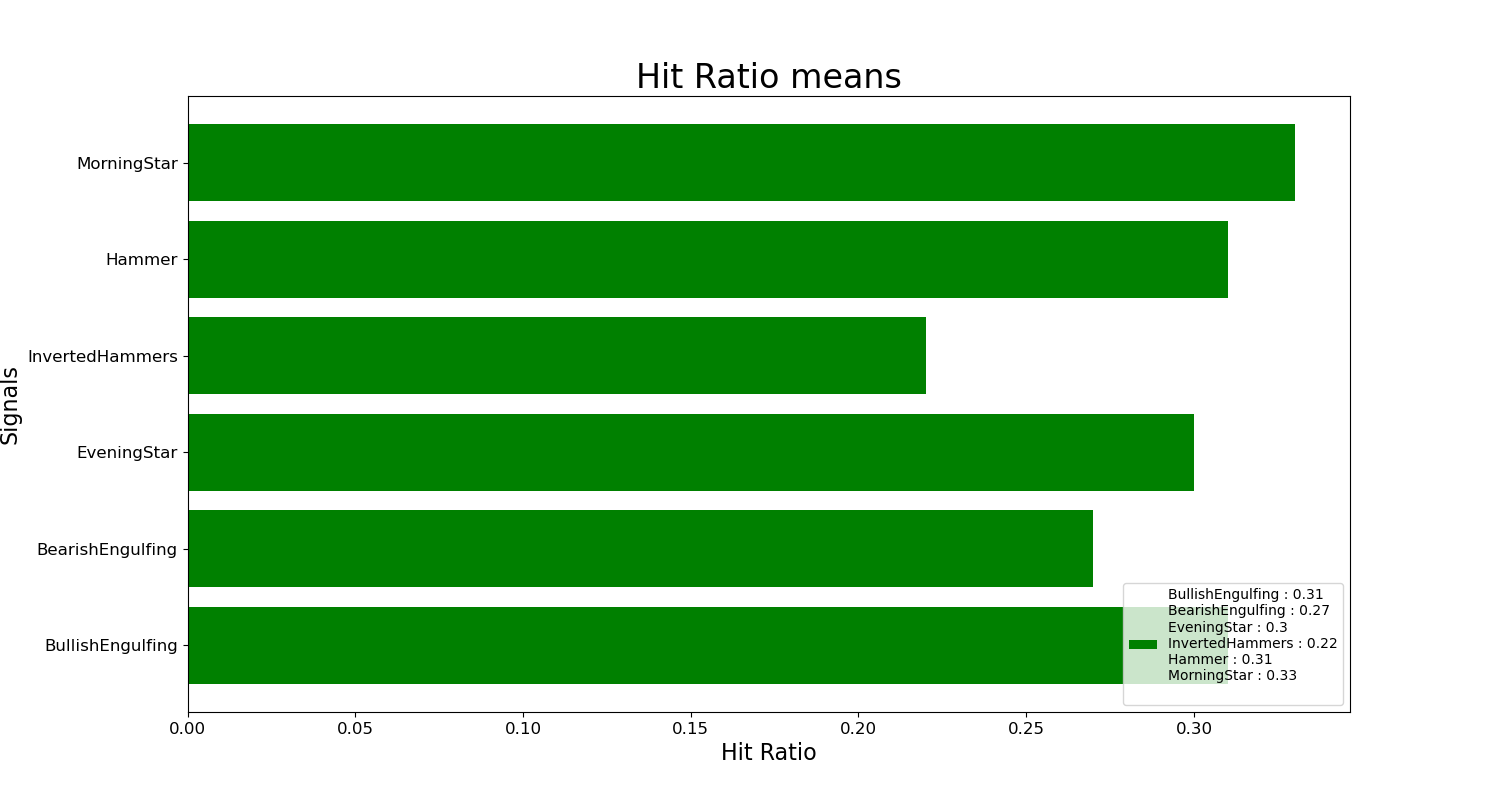 Hit Ratio means
MorningStar
Hammer
InvertedHammers
Signals
EveningStar
BearishEngulfing
BullishEngulfing
BullishEngulfing : 0.31
BearishEngulfing : 0.27
EveningStar : 0.3
InvertedHammers : 0.22
Hammer : 0.31
MorningStar : 0.33
0.00 0.05 0.10 0.15 0.20 0.25 0.30
Hit Ratio